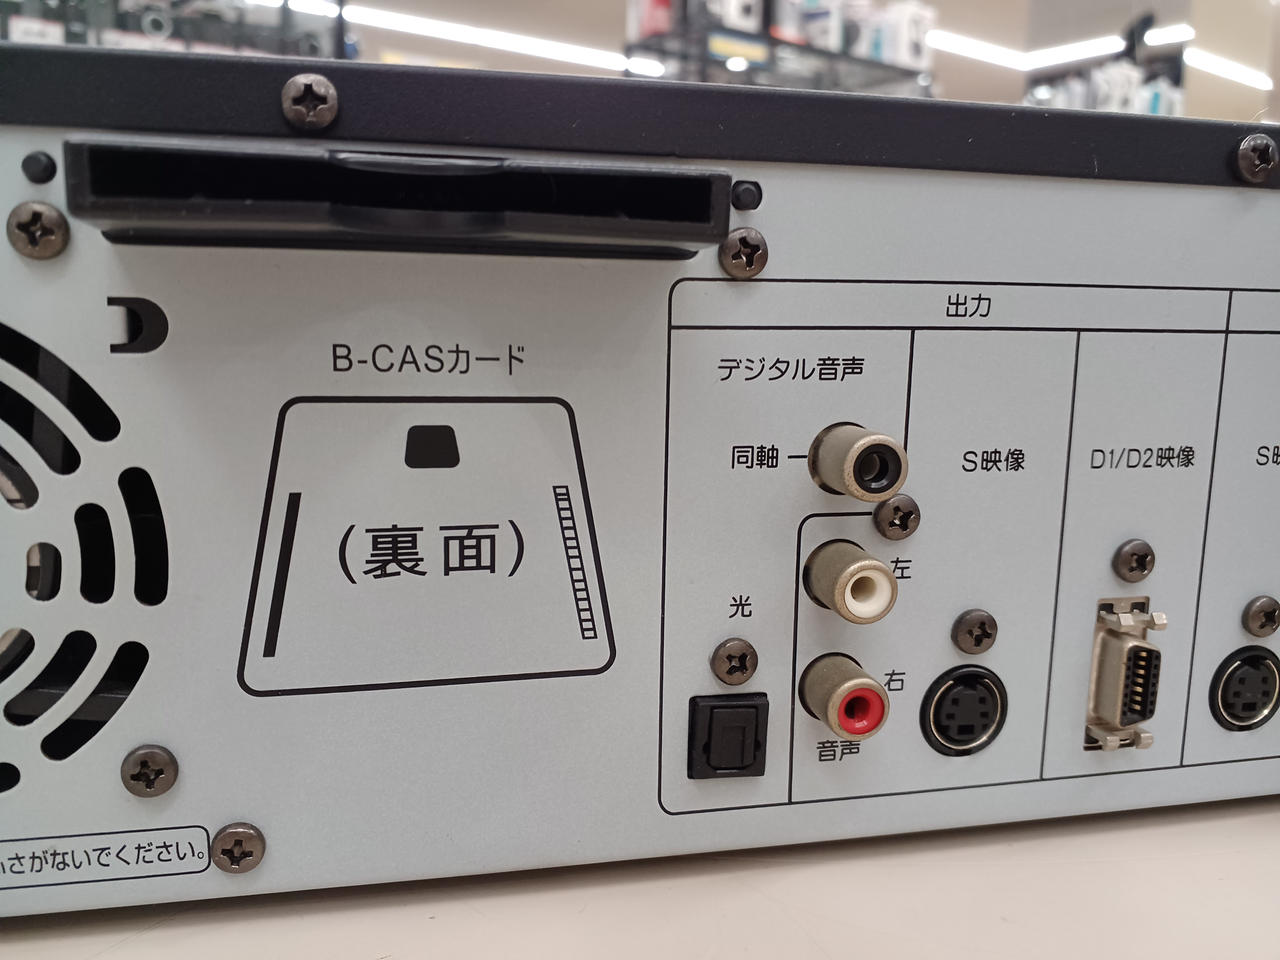 B-CASカード
(裏面)
さがないでください。
出力
デジタル音声
同軸
光
左
右
音声
S映像
D1/D2映像
S映